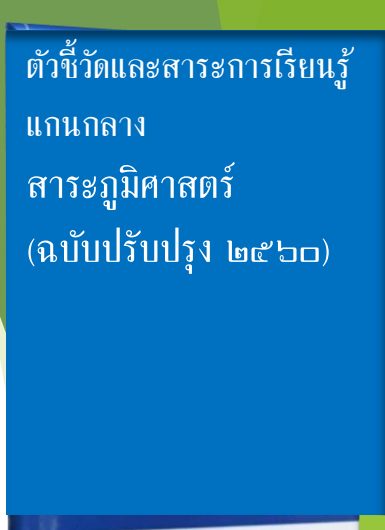 ตัวชี้วัดและสาระการเรียนรู้
แกนกลาง
สาระภูมิศาสตร์
(ฉบับปรับปรุง ๒๕๖๐)